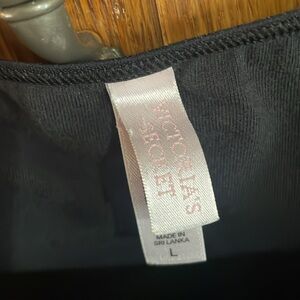 VICTORIA'S
SECRET
MADE IN
SRI LANKA
L